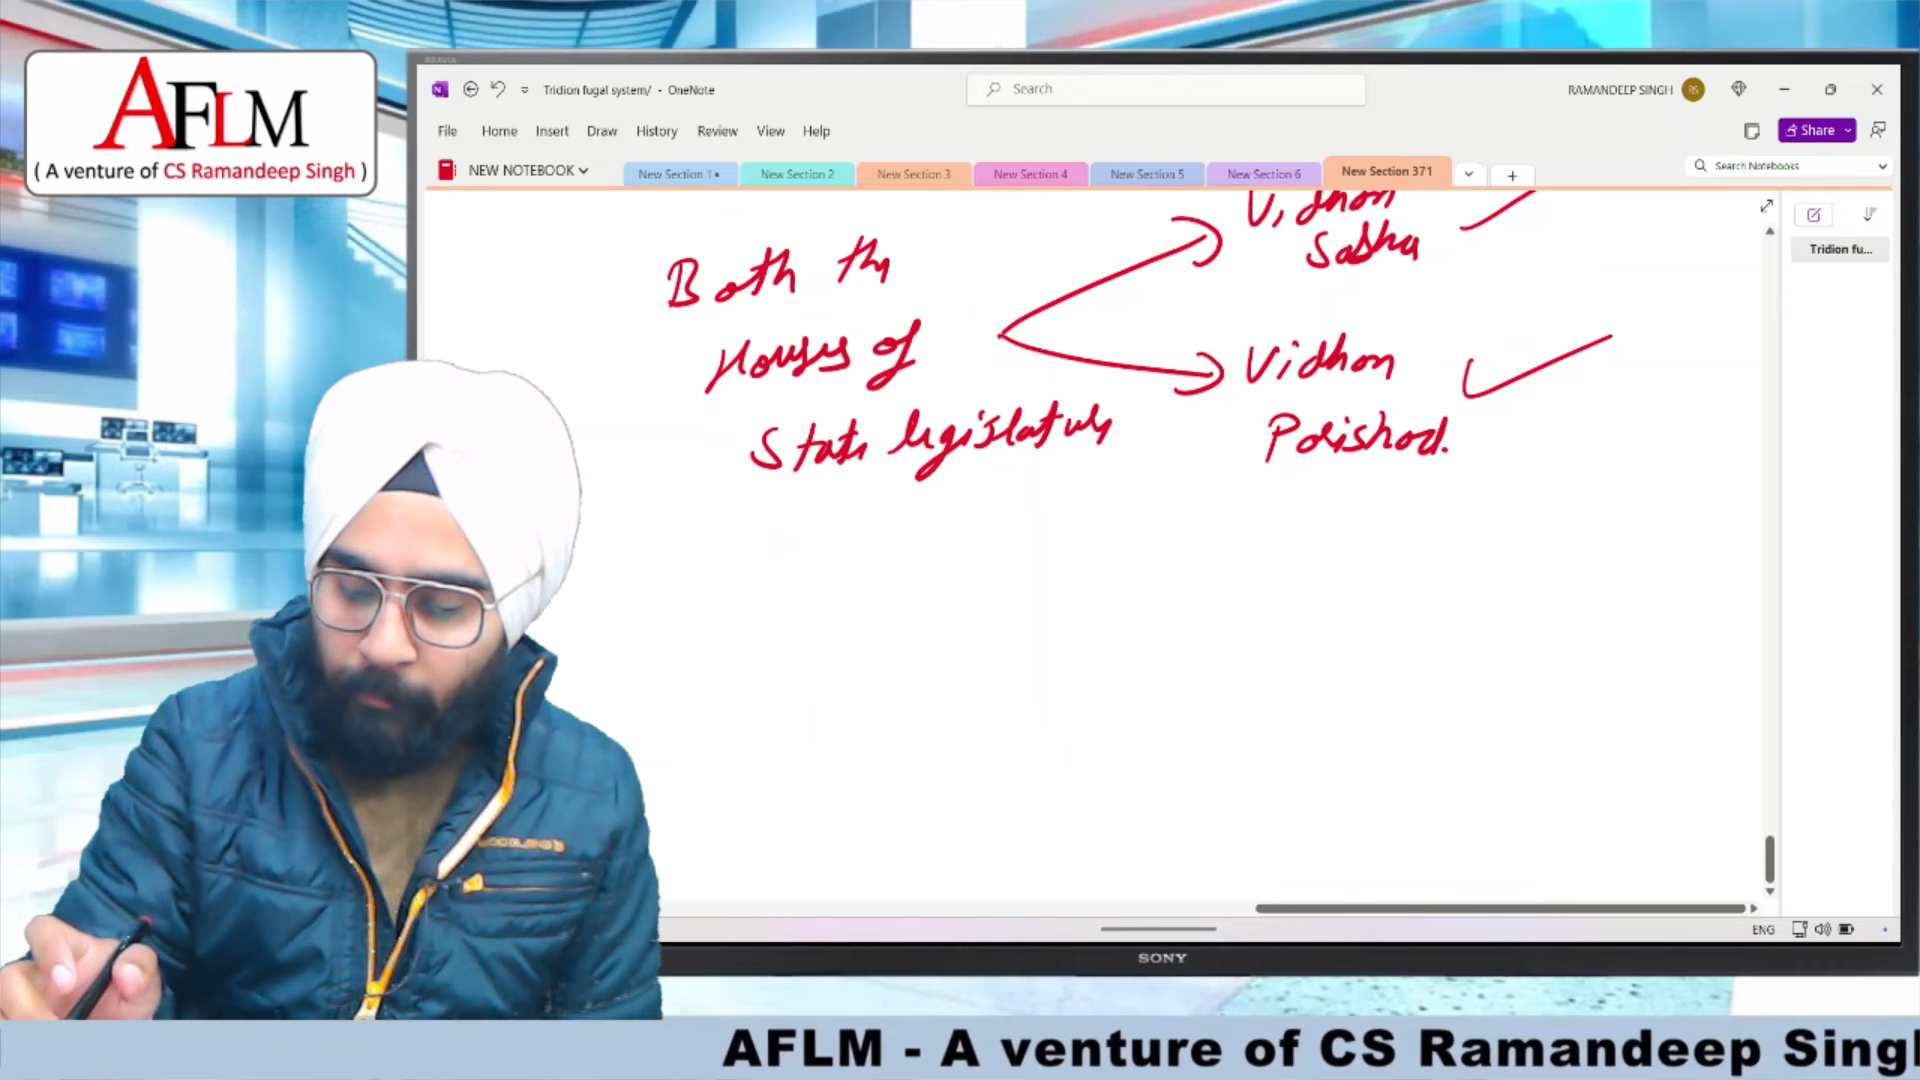 BRAVIA
AFLM
( A venture of CS Ramandeep Singh )
Tridion fugal system/ - OneNote
Search
RAMANDEEP SINGH
RS
File Home Insert Draw History Review View Help
Share
NEW NOTEBOOK
New Section 1
New Section 2
New Section 3
New Section 4
New Section 5
New Section 6
New Section 371
+
Search Notebooks
Tridion fu...
Both the
Houses of
State legislature
Vidhan
Sabha
Vidhan
Parishad.
ENG
SONY
AFLM - A venture of CS Ramandeep Singh